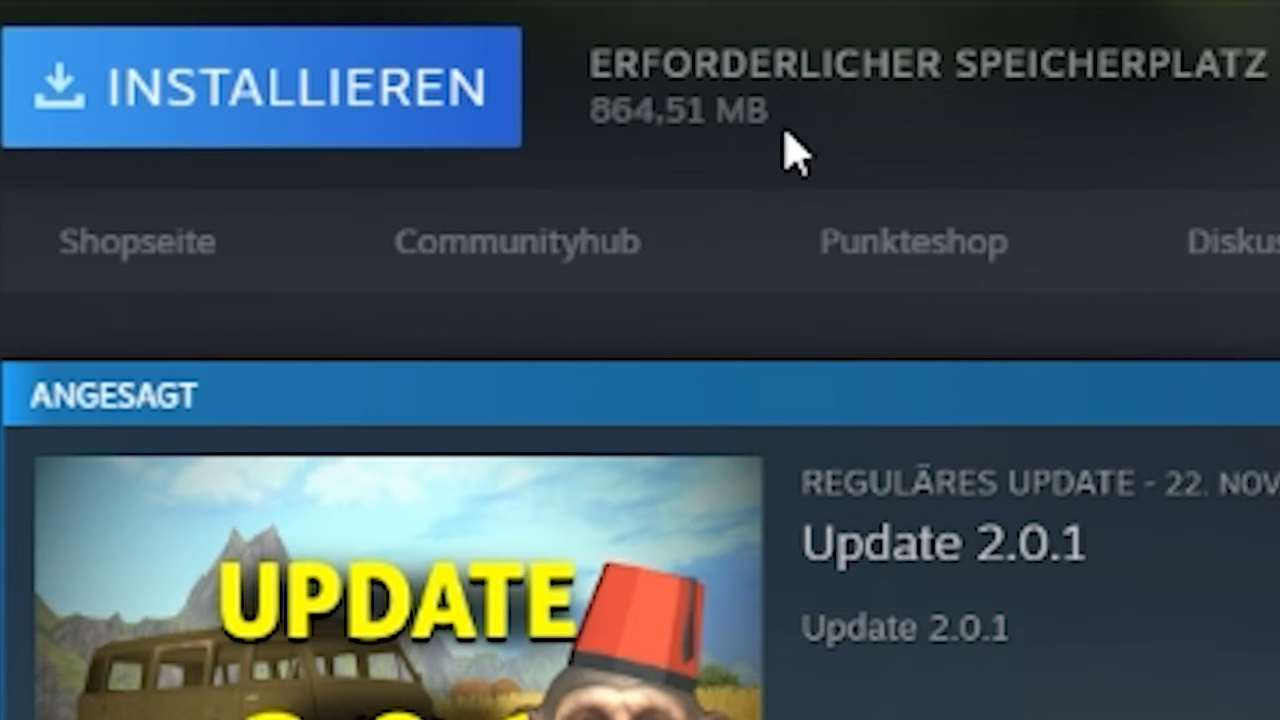 INSTALLIEREN
ERFORDERLICHER SPEICHERPLATZ
864,51 MB
Shopseite
Communityhub
Punkteshop
ANGESAGT
REGULÄRES UPDATE - 22. NOV
Update 2.0.1
Update 2.0.1
UPDATE